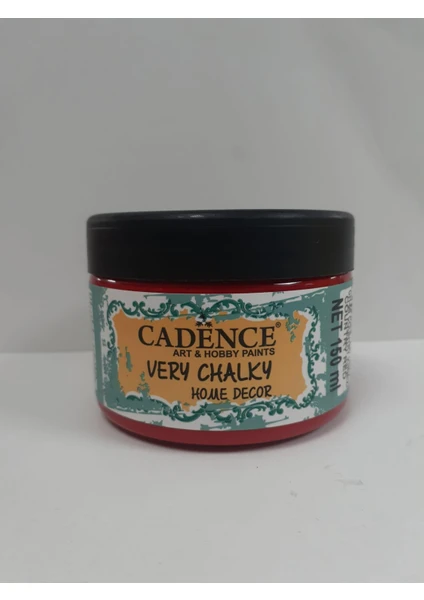 CADENCE®
ART & HOBBY PAINTS
VERY CHALKY
HOME DECOR
NET 150 ml